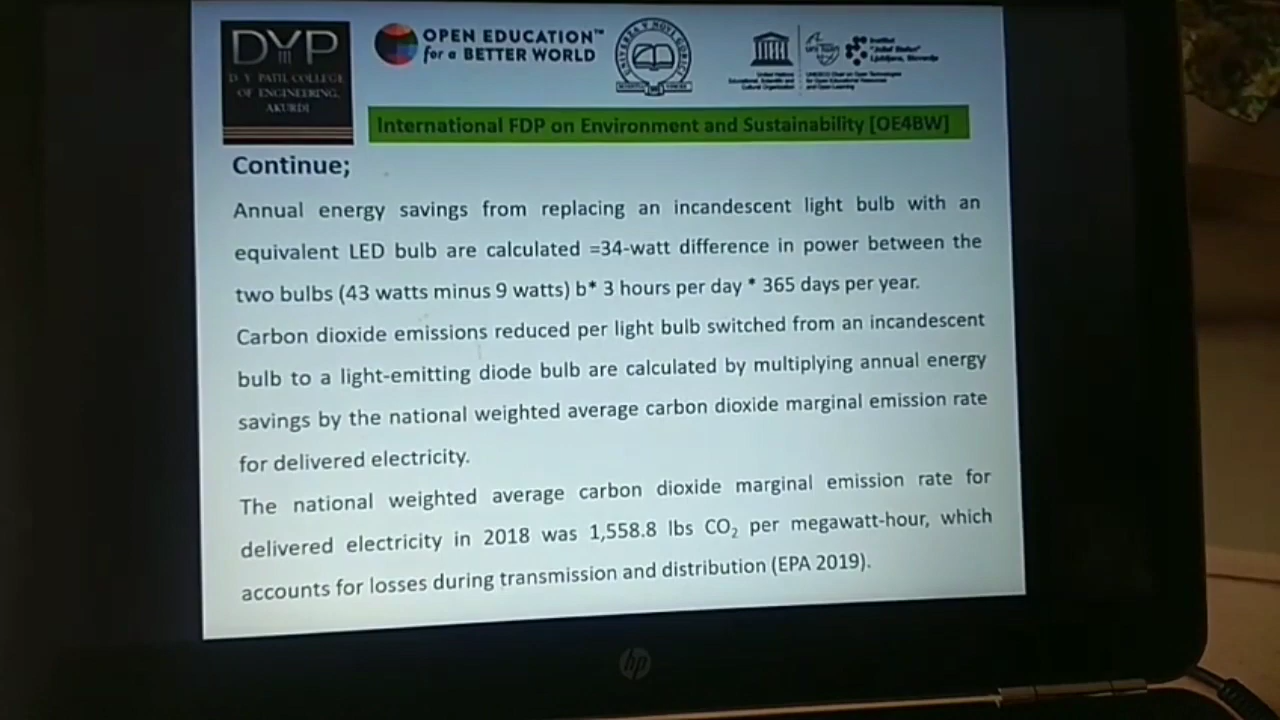 DYP
D. Y. PATIL COLLEGE
OF ENGINEERING,
AKURDI
OPEN EDUCATION™
for a BETTER WORLD
International FDP on Environment and Sustainability [OE4BW]
Continue;
Annual energy savings from replacing an incandescent light bulb with an
equivalent LED bulb are calculated =34-watt difference in power between the
two bulbs (43 watts minus 9 watts) b* 3 hours per day * 365 days per year.
Carbon dioxide emissions reduced per light bulb switched from an incandescent
bulb to a light-emitting diode bulb are calculated by multiplying annual energy
savings by the national weighted average carbon dioxide marginal emission rate
for delivered electricity.
The national weighted average carbon dioxide marginal emission rate for
delivered electricity in 2018 was 1,558.8 lbs CO₂ per megawatt-hour, which
accounts for losses during transmission and distribution (EPA 2019).
hp